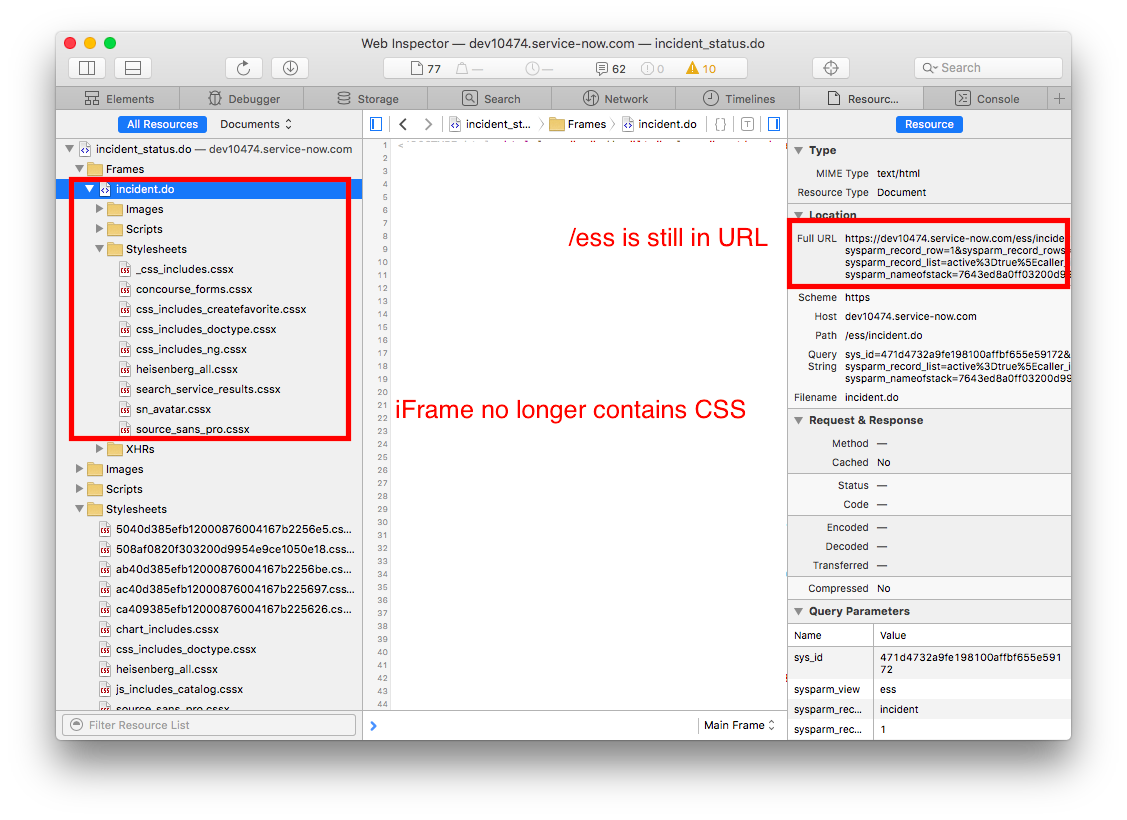 Web Inspector — dev10474.service-now.com — incident_status.do
77 — — 62 0 10 Search
Elements Debugger Storage Search Network Timelines Resourc... Console
All Resources Documents
incident_st... Frames incident.do
Resource
incident_status.do — dev10474.service-now.com
Frames
incident.do
Images
Scripts
Stylesheets
_css_includes.cssx
concourse_forms.cssx
css_includes_createfavorite.cssx
css_includes_doctype.cssx
css_includes_ng.cssx
heisenberg_all.cssx
search_service_results.cssx
sn_avatar.cssx
source_sans_pro.cssx
XHRs
Images
Scripts
Stylesheets
5040d385efb12000876004167b2256e5.cs...
508af0820f303200d9954e9ce1050e18.css...
ab40d385efb12000876004167b2256be.cs...
ac40d385efb12000876004167b225697.css...
ca409385efb12000876004167b225626.cs...
chart_includes.cssx
css_includes_doctype.cssx
heisenberg_all.cssx
js_includes_catalog.cssx
source_sans_pro.cssx
Filter Resource List
1
2
3
4
5
6
7
8
9
10
11
12
13
14
15
16
17
18
19
20
21
22
23
24
25
26
27
28
29
30
31
32
33
34
35
36
37
38
39
40
41
42
43
44
/ess is still in URL
iFrame no longer contains CSS
Main Frame
Type
MIME Type text/html
Resource Type Document
Location
Full URL https://dev10474.service-now.com/ess/incide
sysparm_record_row=1&sysparm_record_rows=
sysparm_record_list=active%3Dtrue%5Ecaller_
sysparm_nameofstack=7643ed8a0ff03200d99
Scheme https
Host dev10474.service-now.com
Path /ess/incident.do
Query sys_id=471d4732a9fe198100affbf655e59172&
String sysparm_record_list=active%3Dtrue%5Ecaller_i
sysparm_nameofstack=7643ed8a0ff03200d99
Filename incident.do
Request & Response
Method —
Cached No
Status —
Code —
Encoded —
Decoded —
Transferred —
Compressed No
Query Parameters
Name Value
sys_id 471d4732a9fe198100affbf655e591
72
sysparm_view ess
sysparm_rec... incident
sysparm_rec... 1